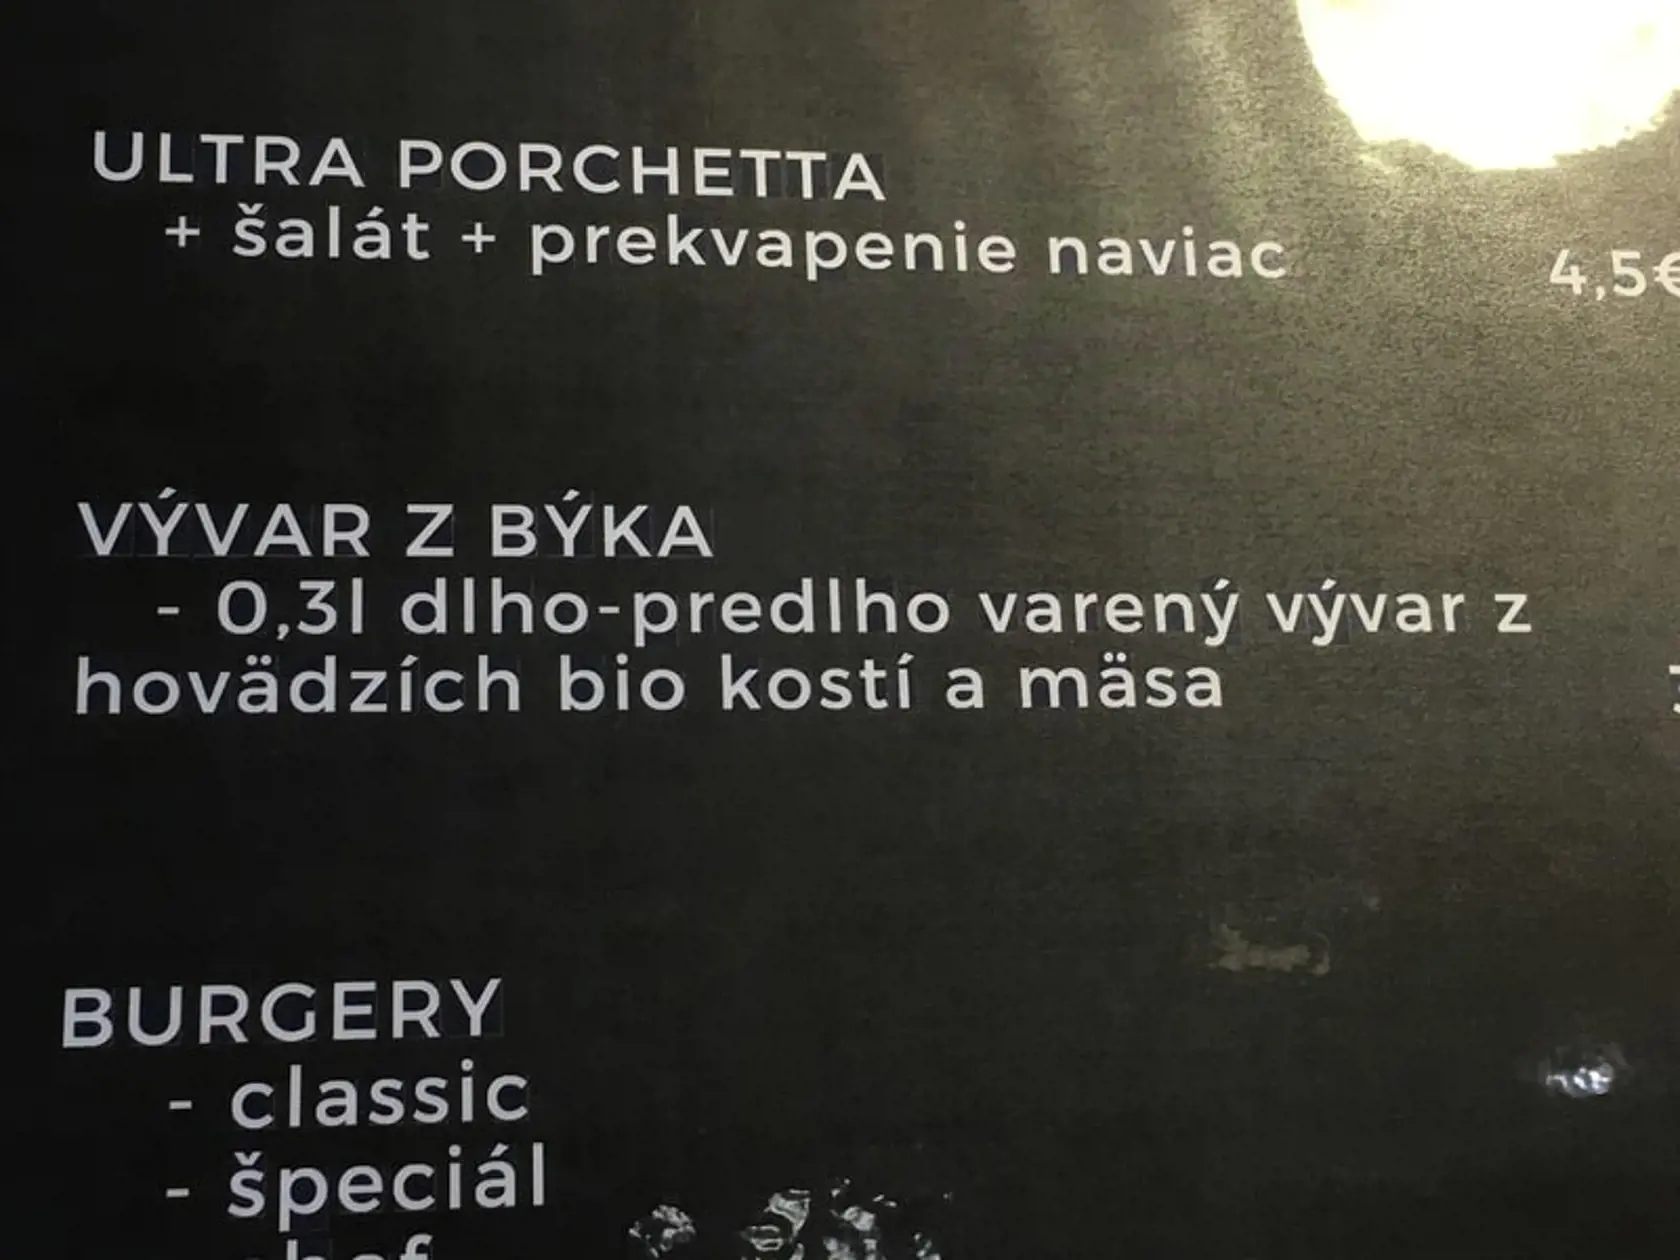 ULTRA PORCHETTA
+ šalát + prekvapenie naviac 4,5€
VÝVAR Z BÝKA
- 0,3l dlho-predlho varený vývar z
hovädzích bio kostí a mäsa
BURGERY
- classic
- špeciál